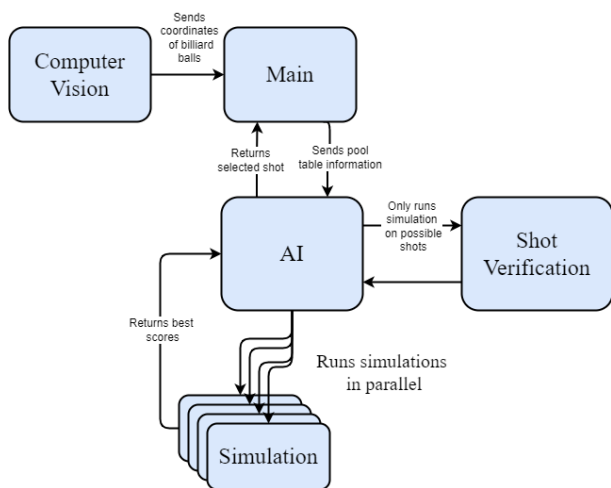 Sends
coordinates
of billiard
balls
Computer
Vision
Main
Returns
selected shot
Sends pool
table information
Only runs
simulation
on possible
shots
AI
Shot
Verification
Returns best
scores
Runs simulations
in parallel
Simulation